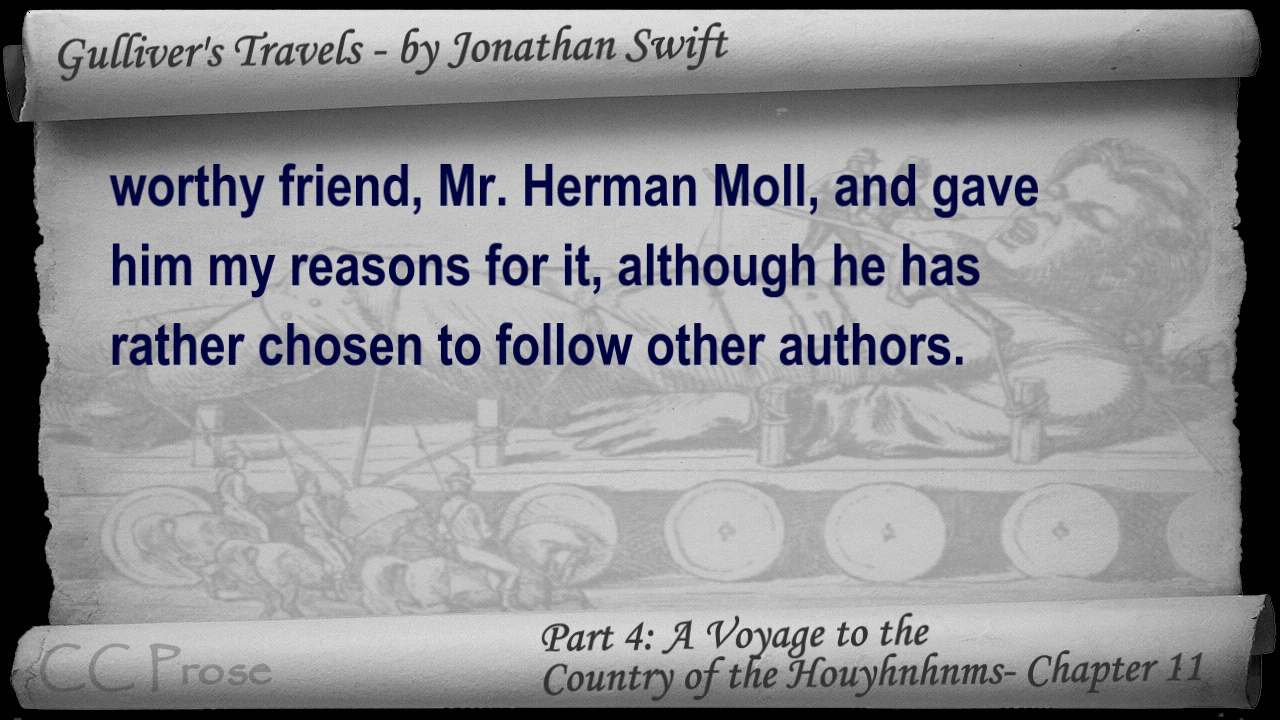 Gulliver's Travels - by Jonathan Swift
worthy friend, Mr. Herman Moll, and gave
him my reasons for it, although he has
rather chosen to follow other authors.
CC Prose
Part 4: A Voyage to the
Country of the Houyhnhnms- Chapter 11